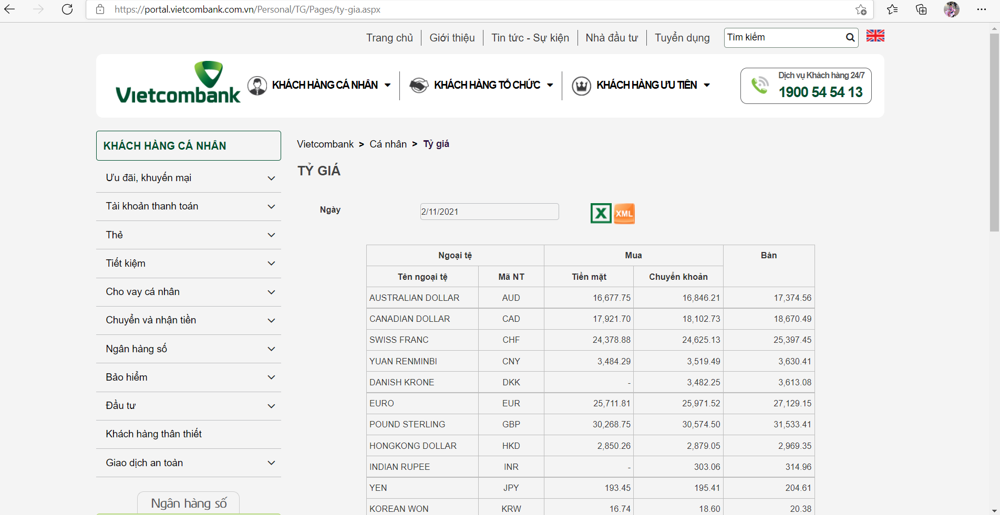 https://portal.vietcombank.com.vn/Personal/TG/Pages/ty-gia.aspx
Trang chủ Giới thiệu Tin tức - Sự kiện Nhà đầu tư Tuyển dụng Tìm kiếm
Vietcombank KHÁCH HÀNG CÁ NHÂN KHÁCH HÀNG TỔ CHỨC KHÁCH HÀNG ƯU TIÊN
Dịch vụ Khách hàng 24/7
1900 54 54 13
KHÁCH HÀNG CÁ NHÂN
Ưu đãi, khuyến mại
Tài khoản thanh toán
Thẻ
Tiết kiệm
Cho vay cá nhân
Chuyển và nhận tiền
Ngân hàng số
Bảo hiểm
Đầu tư
Khách hàng thân thiết
Giao dịch an toàn
Ngân hàng số
Vietcombank > Cá nhân > Tỷ giá
TỶ GIÁ
Ngày 2/11/2021 X XML
Ngoại tệ Mua Bán
Tên ngoại tệ Mã NT Tiền mặt Chuyển khoản
AUSTRALIAN DOLLAR AUD 16,677.75 16,846.21 17,374.56
CANADIAN DOLLAR CAD 17,921.70 18,102.73 18,670.49
SWISS FRANC CHF 24,378.88 24,625.13 25,397.45
YUAN RENMINBI CNY 3,484.29 3,519.49 3,630.41
DANISH KRONE DKK - 3,482.25 3,613.08
EURO EUR 25,711.81 25,971.52 27,129.15
POUND STERLING GBP 30,268.75 30,574.50 31,533.41
HONGKONG DOLLAR HKD 2,850.26 2,879.05 2,969.35
INDIAN RUPEE INR - 303.06 314.96
YEN JPY 193.45 195.41 204.61
KOREAN WON KRW 16.74 18.60 20.38